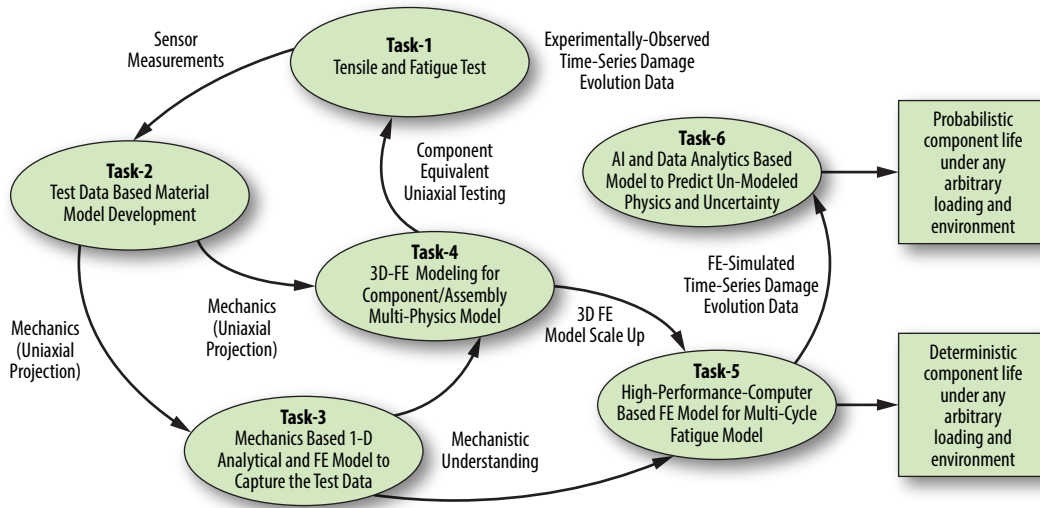 Sensor
Measurements
Task-1
Tensile and Fatigue Test
Experimentally-Observed
Time-Series Damage
Evolution Data
Task-2
Test Data Based Material
Model Development
Component
Equivalent
Uniaxial Testing
Task-6
AI and Data Analytics Based
Model to Predict Un-Modeled
Physics and Uncertainty
Probabilistic
component life
under any
arbitrary
loading and
environment
Task-4
3D-FE Modeling for
Component/Assembly
Multi-Physics Model
Mechanics
(Uniaxial
Projection)
Mechanics
(Uniaxial
Projection)
3D FE
Model Scale Up
FE-Simulated
Time-Series Damage
Evolution Data
Task-5
High-Performance-Computer
Based FE Model for Multi-Cycle
Fatigue Model
Deterministic
component life
under any
arbitrary
loading and
environment
Task-3
Mechanics Based 1-D
Analytical and FE Model to
Capture the Test Data
Mechanistic
Understanding